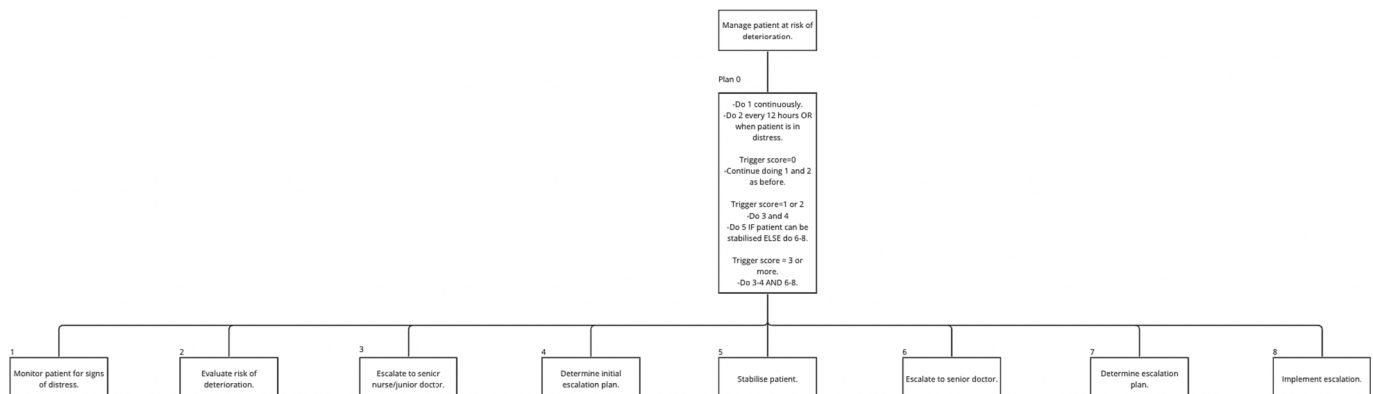 Manage patient at risk of
deterioration.
Plan 0
-Do 1 continuously.
-Do 2 every 12 hours OR
when patient is in
distress.
Trigger score=0
-Continue doing 1 and 2
as before.
Trigger score=1 or 2
-Do 3 and 4
-Do 5 IF patient can be
stabilised ELSE do 6-8.
Trigger score = 3 or
more.
-Do 3-4 AND 6-8.
1
Monitor patient for signs
of distress.
2
Evaluate risk of
deterioration.
3
Escalate to senior
nurse/junior doctor.
4
Determine initial
escalation plan.
5
Stabilise patient.
6
Escalate to senior doctor.
7
Determine escalation
plan.
8
Implement escalation.